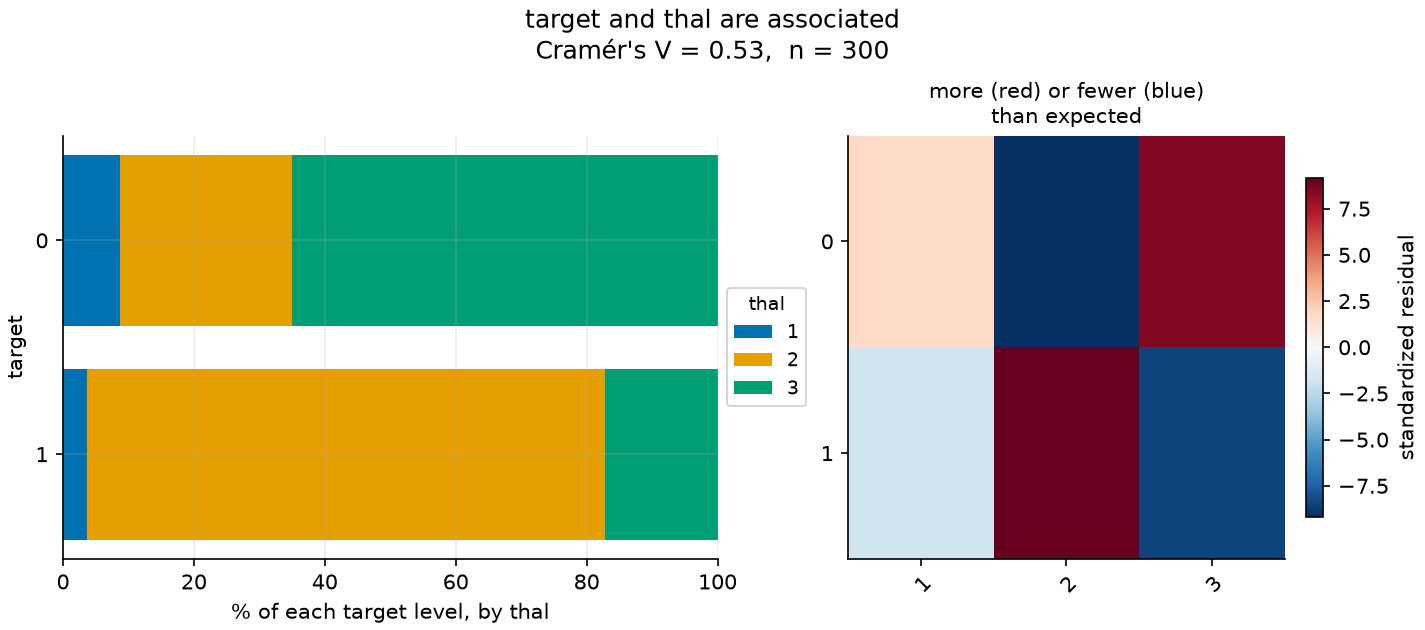 target and thal are associated
Cramér's V = 0.53,  n = 300
target
0
1
0
20
40
60
80
100
% of each target level, by thal
thal
1
2
3
more (red) or fewer (blue)
than expected
0
1
1
2
3
7.5
5.0
2.5
0.0
−2.5
−5.0
−7.5
standardized residual